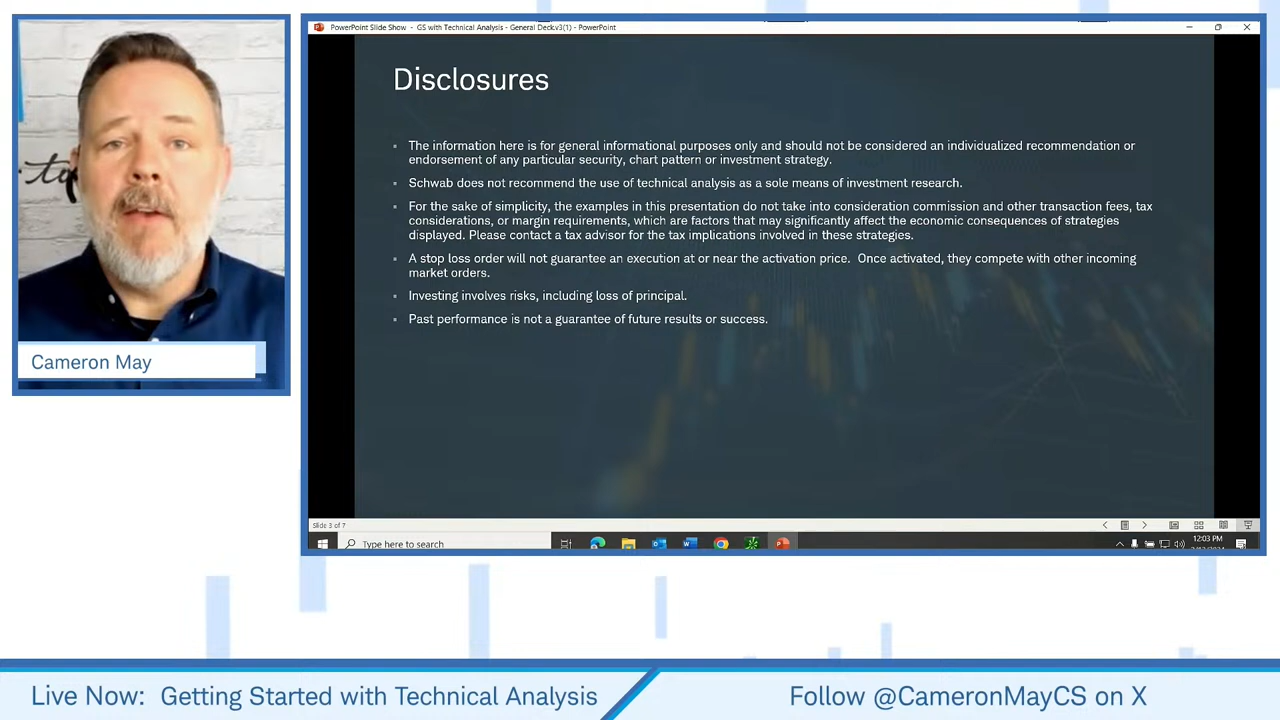 PowerPoint Slide Show - GS with Technical Analysis - General Deck.v3(1) - PowerPoint
Disclosures
The information here is for general informational purposes only and should not be considered an individualized recommendation or
endorsement of any particular security, chart pattern or investment strategy.
Schwab does not recommend the use of technical analysis as a sole means of investment research.
For the sake of simplicity, the examples in this presentation do not take into consideration commission and other transaction fees, tax
considerations, or margin requirements, which are factors that may significantly affect the economic consequences of strategies
displayed. Please contact a tax advisor for the tax implications involved in these strategies.
A stop loss order will not guarantee an execution at or near the activation price. Once activated, they compete with other incoming
market orders.
Investing involves risks, including loss of principal.
Past performance is not a guarantee of future results or success.
Cameron May
Slide 3 of 7
Type here to search
12:03 PM
Live Now: Getting Started with Technical Analysis
Follow @CameronMayCS on X